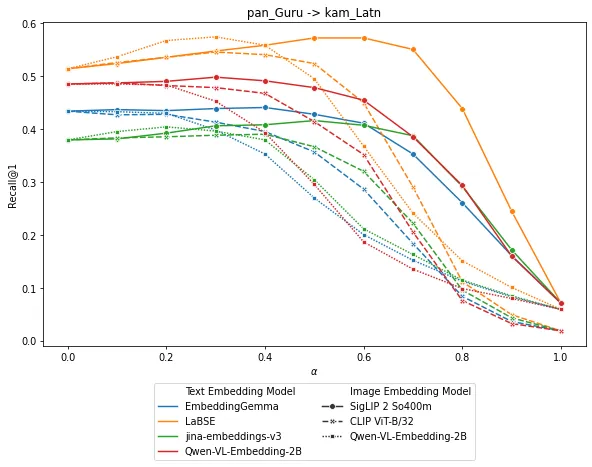 pan_Guru -> kam_Latn
Recall@1
0.6
0.5
0.4
0.3
0.2
0.1
0.0
0.0 0.2 0.4 0.6 0.8 1.0
α
Text Embedding Model
EmbeddingGemma
LaBSE
jina-embeddings-v3
Qwen-VL-Embedding-2B
Image Embedding Model
SigLIP 2 So400m
CLIP ViT-B/32
Qwen-VL-Embedding-2B